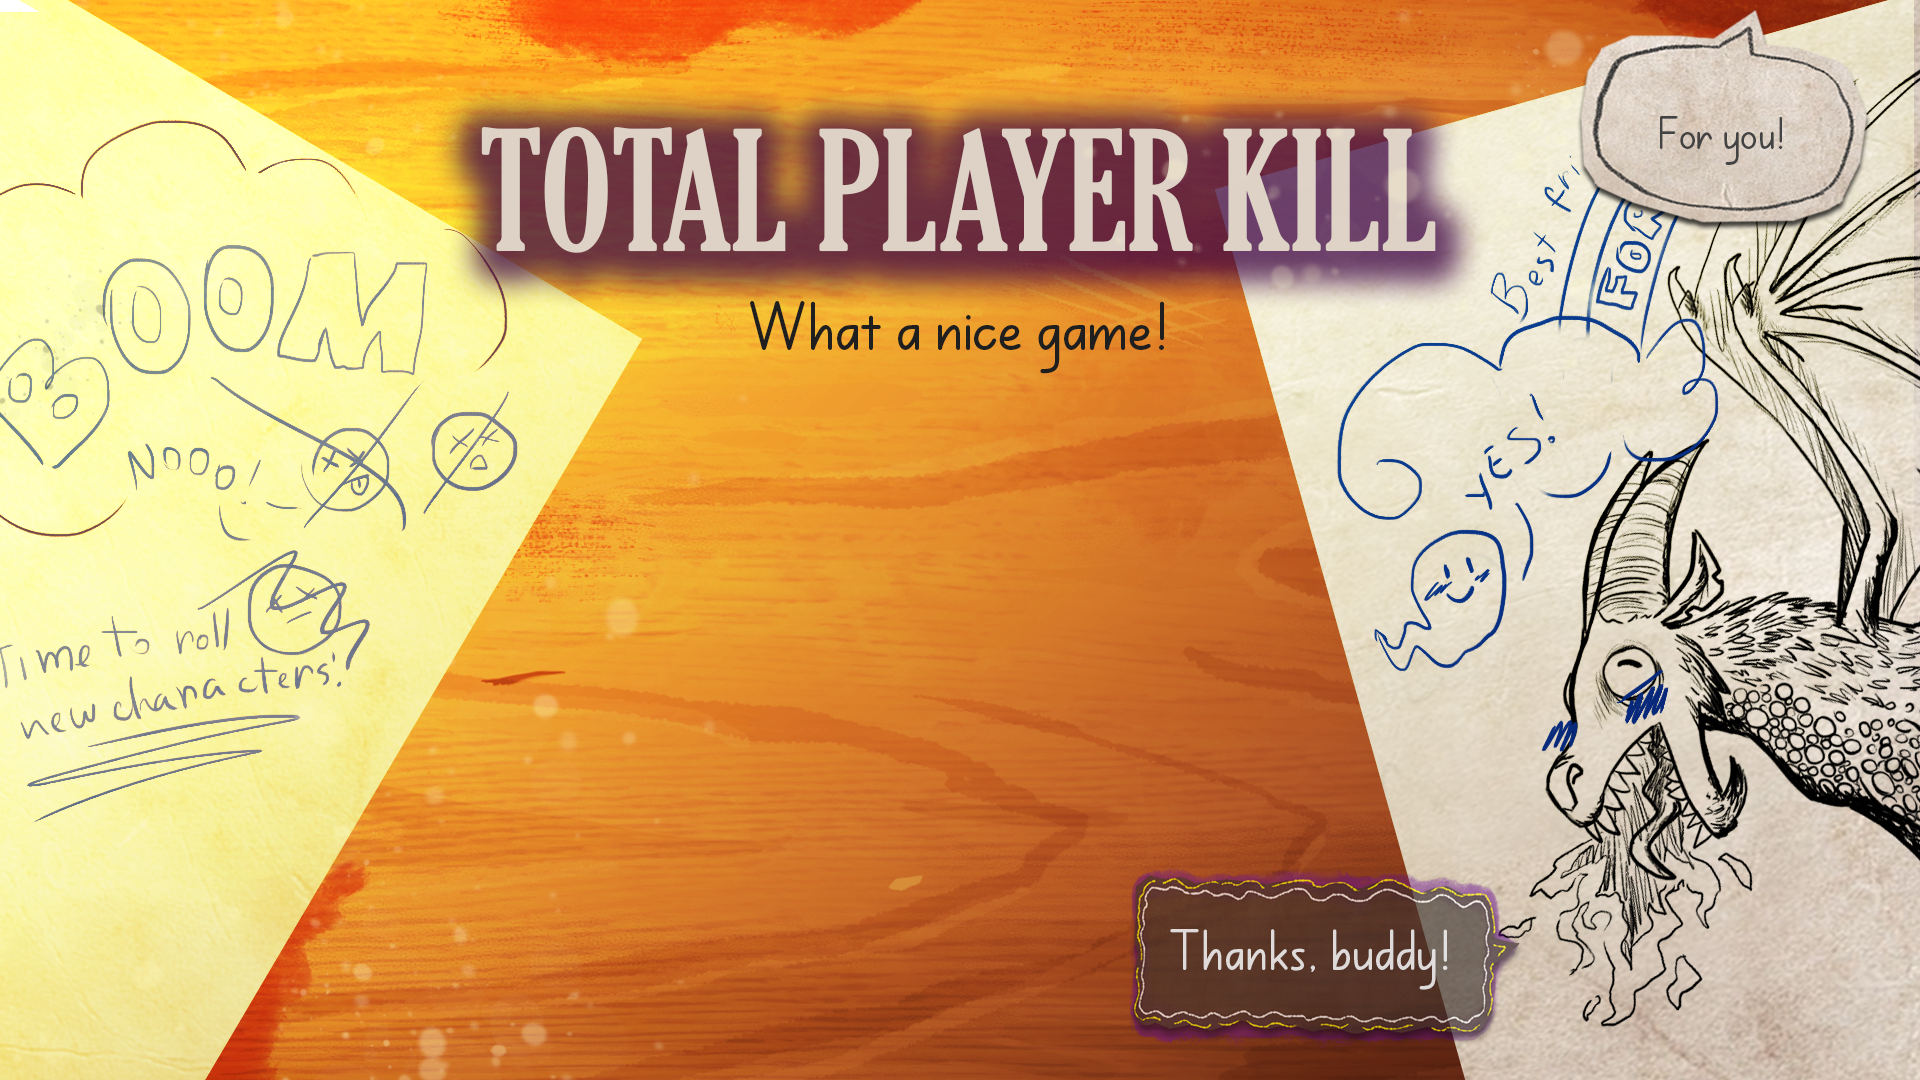 For you!
TOTAL PLAYER KILL
What a nice game!
BOOM
NOOO!
Time to roll
new characters!
Best fri
FOR
YES!
Thanks, buddy!